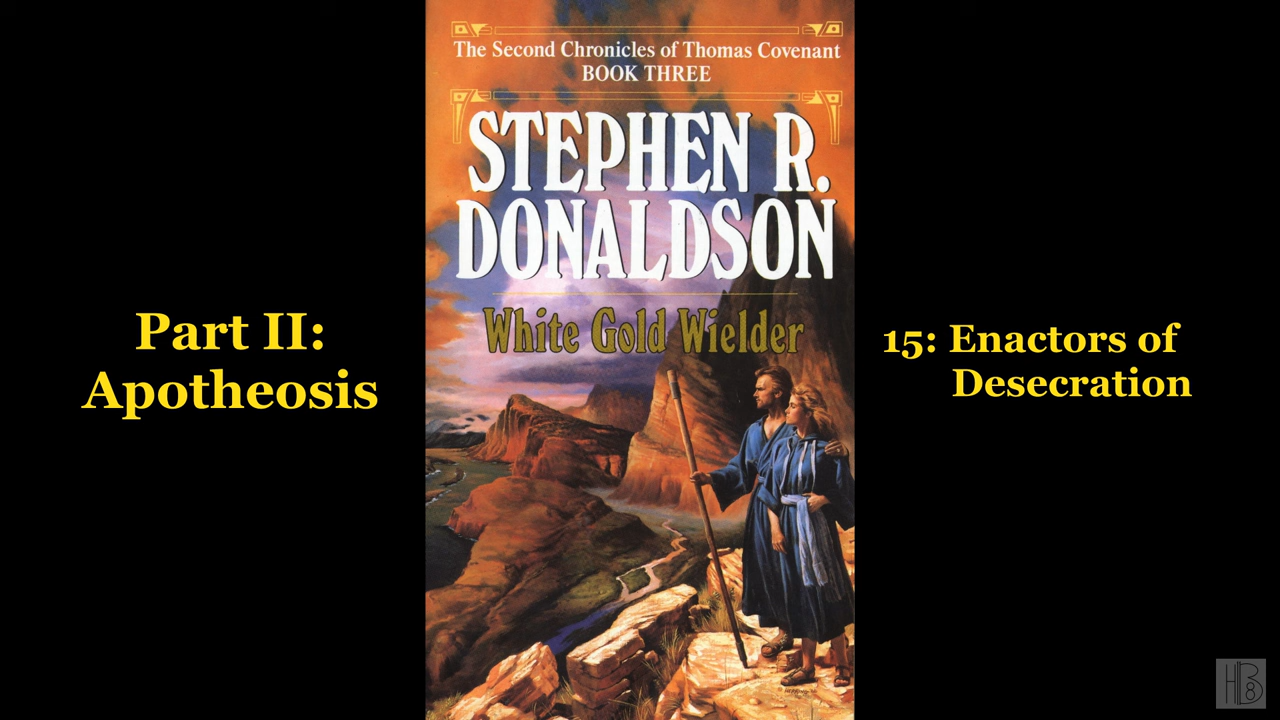 The Second Chronicles of Thomas Covenant
BOOK THREE
STEPHEN R.
DONALDSON
White Gold Wielder
Part II:
Apotheosis
15: Enactors of
Desecration